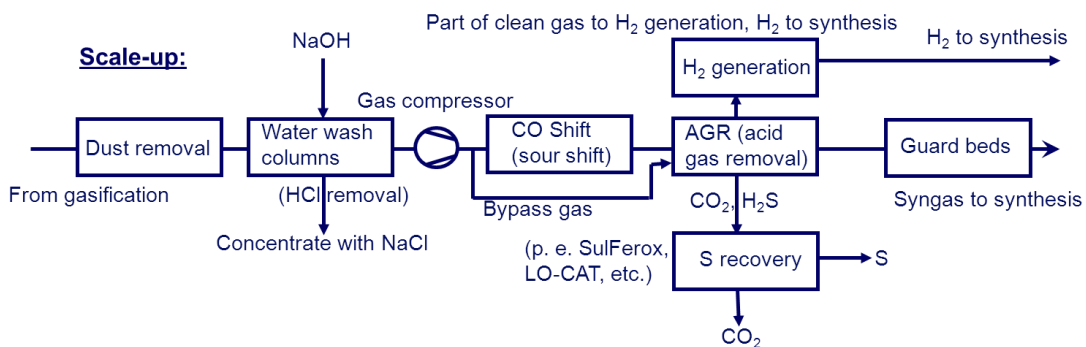 Part of clean gas to H₂ generation, H₂ to synthesis
Scale-up:
NaOH
H₂ generation
H₂ to synthesis
Gas compressor
Dust removal
Water wash
columns
CO Shift
(sour shift)
AGR (acid
gas removal)
Guard beds
From gasification
(HCl removal)
Bypass gas
CO₂, H₂S
Syngas to synthesis
Concentrate with NaCl
(p. e. SulFerox,
LO-CAT, etc.)
S recovery
S
CO₂